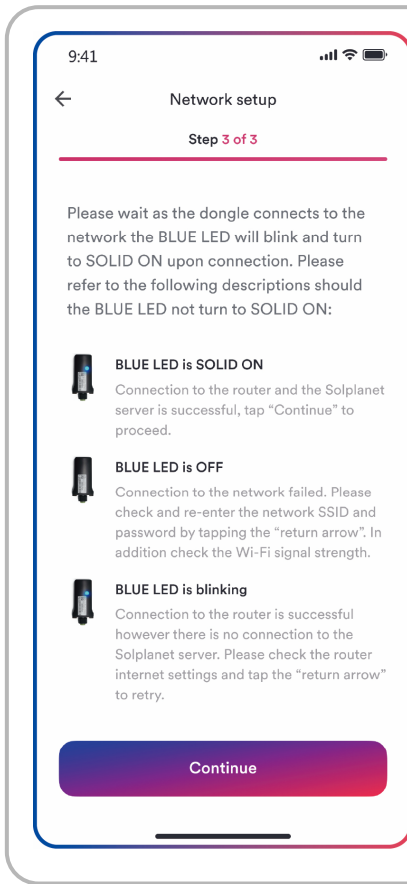 9:41
Network setup
Step 3 of 3
Please wait as the dongle connects to the
network the BLUE LED will blink and turn
to SOLID ON upon connection. Please
refer to the following descriptions should
the BLUE LED not turn to SOLID ON:
BLUE LED is SOLID ON
Connection to the router and the Solplanet
server is successful, tap “Continue” to
proceed.
BLUE LED is OFF
Connection to the network failed. Please
check and re-enter the network SSID and
password by tapping the “return arrow”. In
addition check the Wi-Fi signal strength.
BLUE LED is blinking
Connection to the router is successful
however there is no connection to the
Solplanet server. Please check the router
internet settings and tap the “return arrow”
to retry.
Continue